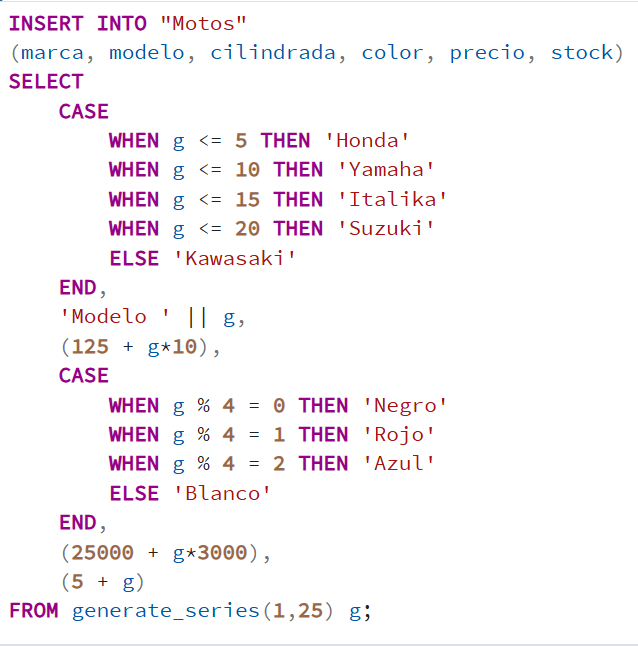 INSERT INTO "Motos"
(marca, modelo, cilindrada, color, precio, stock)
SELECT
    CASE
        WHEN g <= 5 THEN 'Honda'
        WHEN g <= 10 THEN 'Yamaha'
        WHEN g <= 15 THEN 'Italika'
        WHEN g <= 20 THEN 'Suzuki'
        ELSE 'Kawasaki'
    END,
    'Modelo ' || g,
    (125 + g*10),
    CASE
        WHEN g % 4 = 0 THEN 'Negro'
        WHEN g % 4 = 1 THEN 'Rojo'
        WHEN g % 4 = 2 THEN 'Azul'
        ELSE 'Blanco'
    END,
    (25000 + g*3000),
    (5 + g)
FROM generate_series(1,25) g;